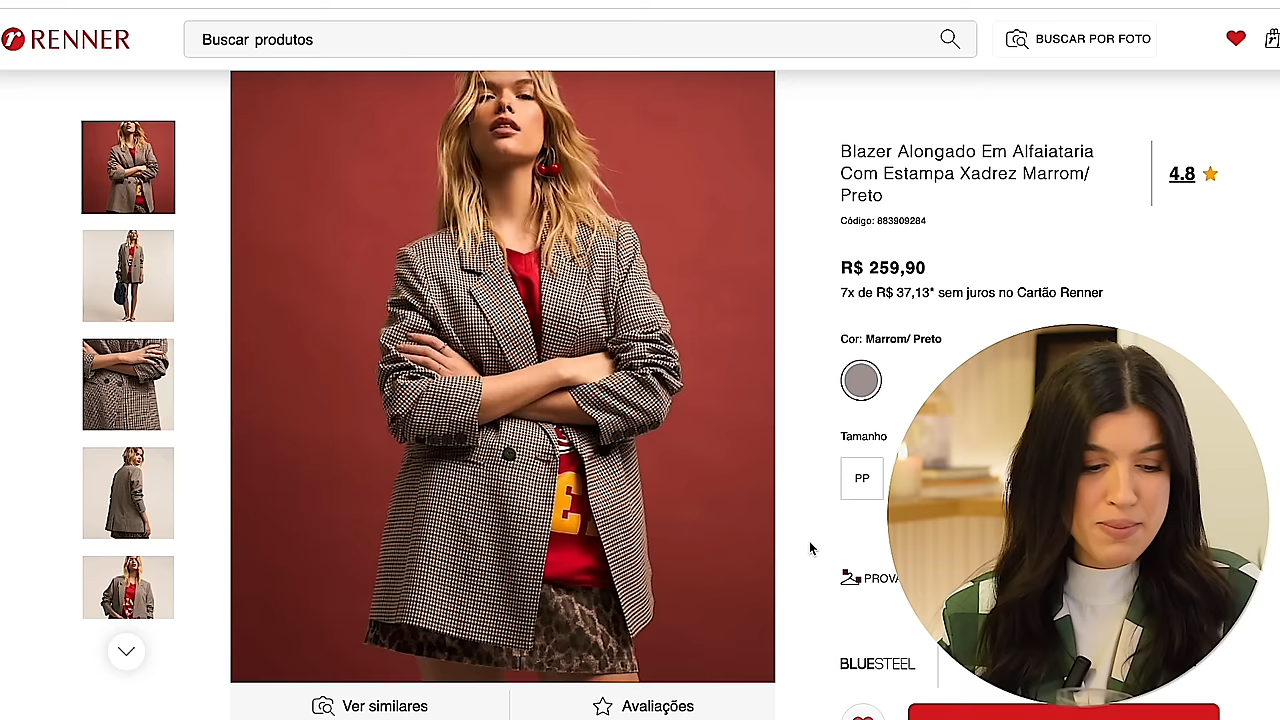 RENNER
Buscar produtos
BUSCAR POR FOTO
Blazer Alongado Em Alfaiataria
Com Estampa Xadrez Marrom/
Preto
4.8
Código: 883909284
R$ 259,90
7x de R$ 37,13* sem juros no Cartão Renner
Cor: Marrom/ Preto
Tamanho
PP
PROVA
BLUESTEEL
Ver similares
Avaliações